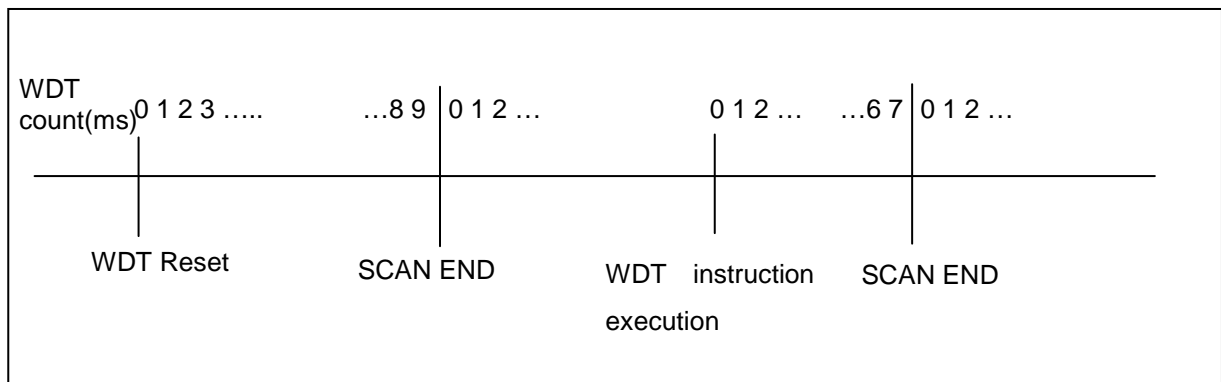 WDT
count(ms)
0 1 2 3 ….. …8 9 0 1 2 … 0 1 2 … …6 7 0 1 2 …
WDT Reset SCAN END WDT instruction SCAN END
execution